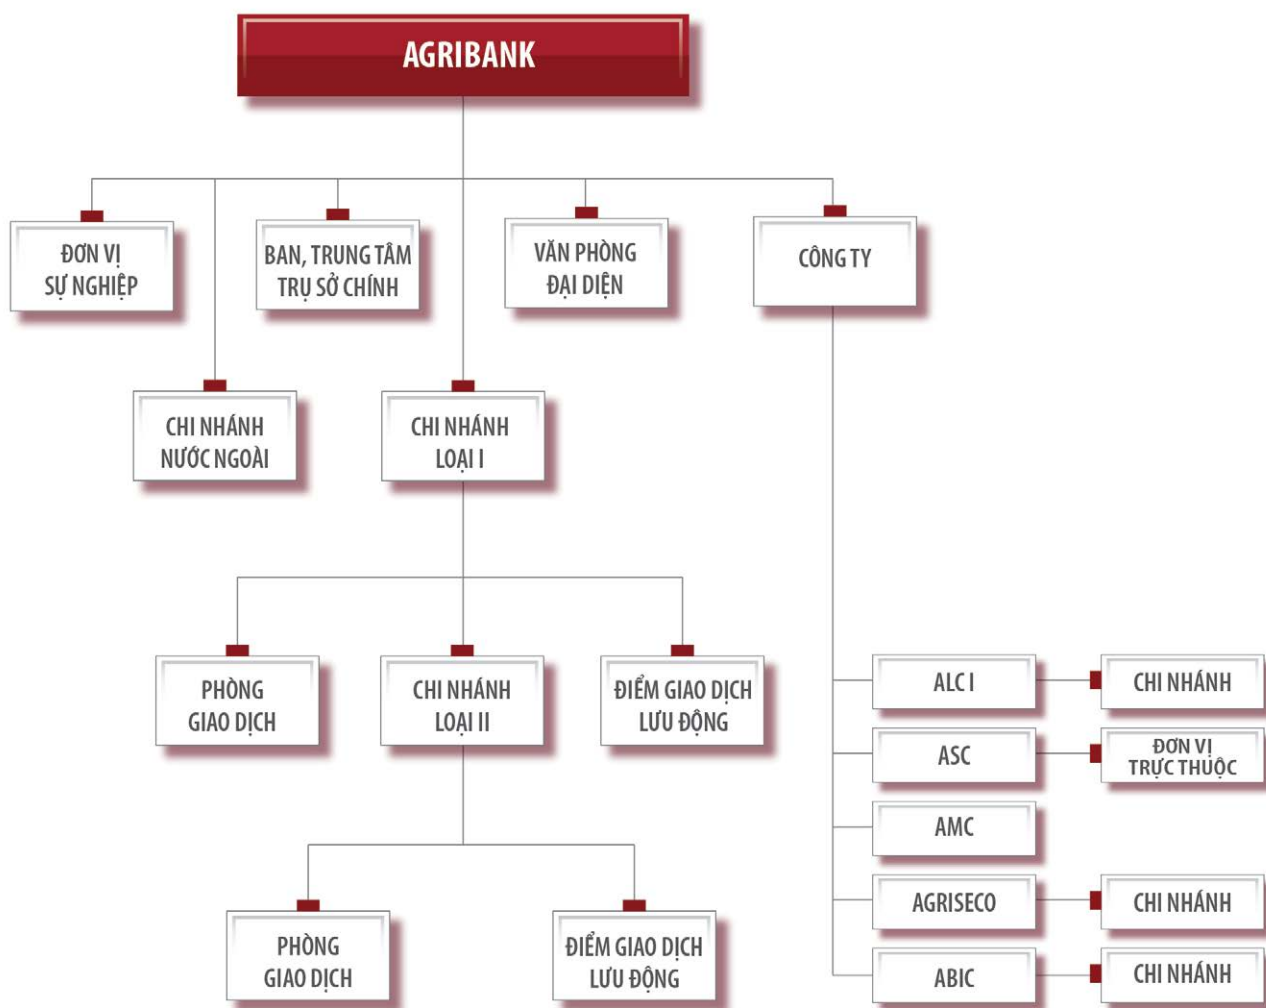 AGRIBANK
ĐƠN VỊ
SỰ NGHIỆP
BAN, TRUNG TÂM
TRỤ SỞ CHÍNH
VĂN PHÒNG
ĐẠI DIỆN
CÔNG TY
CHI NHÁNH
NƯỚC NGOÀI
CHI NHÁNH
LOẠI I
PHÒNG
GIAO DỊCH
CHI NHÁNH
LOẠI II
ĐIỂM GIAO DỊCH
LƯU ĐỘNG
PHÒNG
GIAO DỊCH
ĐIỂM GIAO DỊCH
LƯU ĐỘNG
ALC I
CHI NHÁNH
ASC
ĐƠN VỊ
TRỰC THUỘC
AMC
AGRISECO
CHI NHÁNH
ABIC
CHI NHÁNH